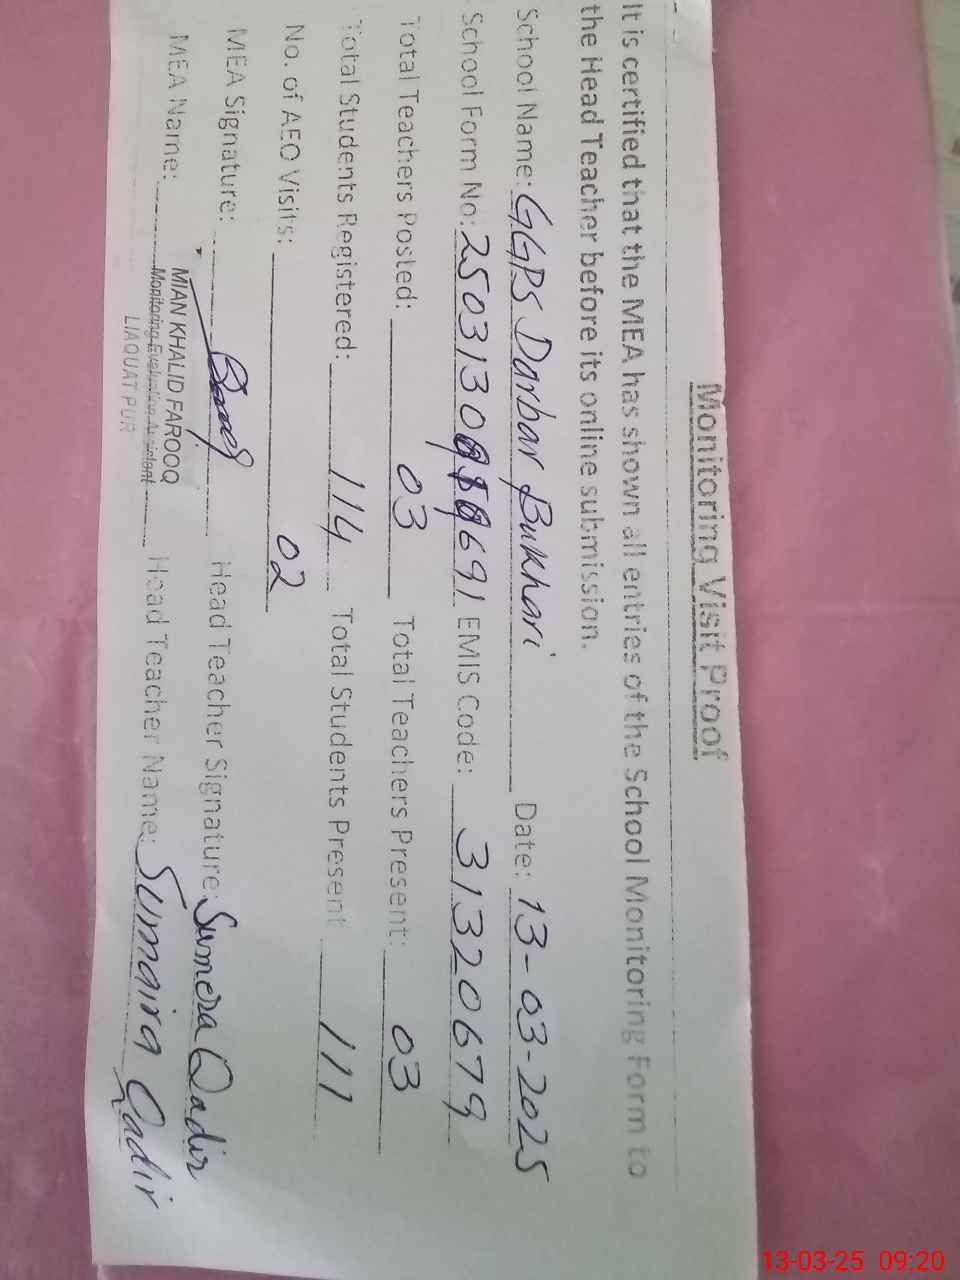 Monitoring Visit Proof
It is certified that the MEA has shown all entries of the School Monitoring Form to
the Head Teacher before its online submission.
School Name: GGPS Darbar Bukhari Date: 13-03-2025
School Form No: 2503130 691 EMIS Code: 31320679
Total Teachers Posted: 03 Total Teachers Present: 03
Total Students Registered: 114 Total Students Present 111
No. of AEO Visits: 02
MEA Signature: Head Teacher Signature: Sumera Qadir
MEA Name: MIAN KHALID FAROOQ Head Teacher Name: Sumaira Qadir
Monitoring Evaluation Assistant
LIAQUAT PUR
13-03-25 09:20